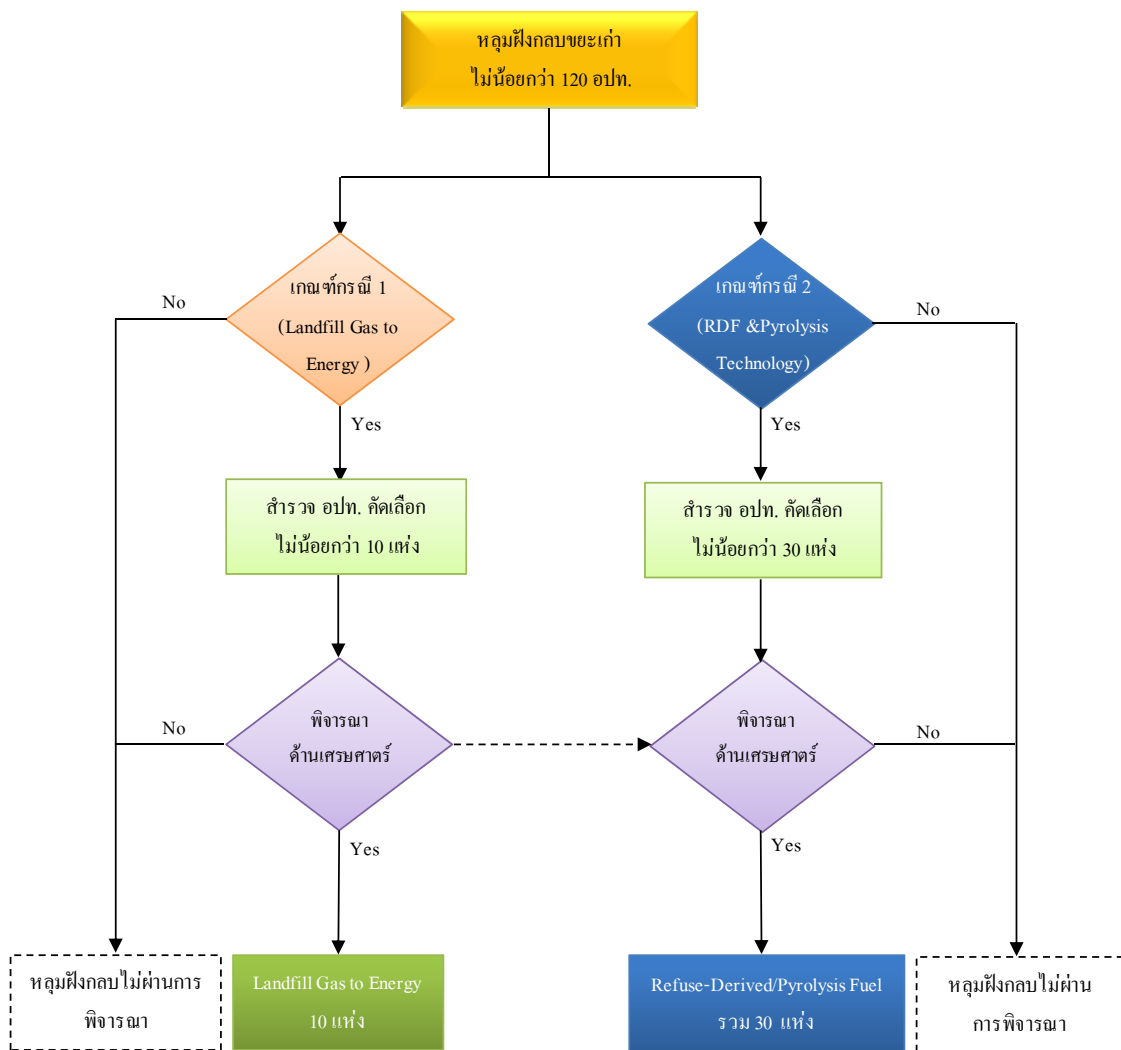 หลุมฝังกลบขยะเก่า
ไม่น้อยกว่า 120 อปท.
เกณฑ์กรณี 1
(Landfill Gas to
Energy )
เกณฑ์กรณี 2
(RDF &Pyrolysis
Technology)
No
No
Yes
Yes
สำรวจ อปท. คัดเลือก
ไม่น้อยกว่า 10 แห่ง
สำรวจ อปท. คัดเลือก
ไม่น้อยกว่า 30 แห่ง
พิจารณา
ด้านเศรษศาตร์
พิจารณา
ด้านเศรษศาตร์
No
No
Yes
Yes
หลุมฝังกลบไม่ผ่านการ
พิจารณา
Landfill Gas to Energy
10 แห่ง
Refuse-Derived/Pyrolysis Fuel
รวม 30 แห่ง
หลุมฝังกลบไม่ผ่าน
การพิจารณา